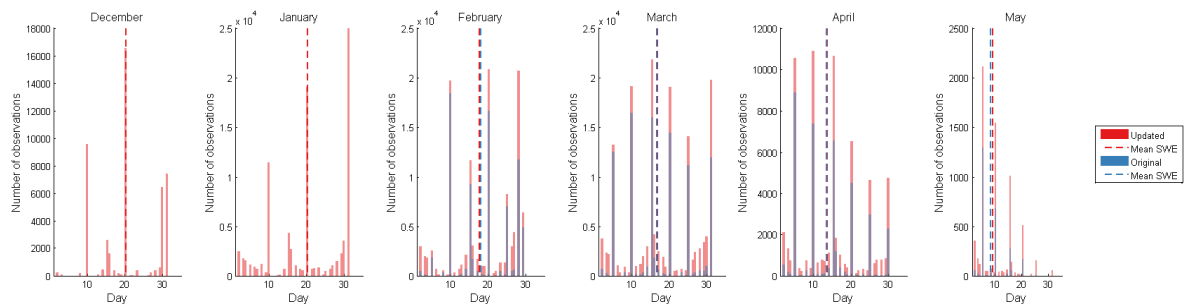 December
Number of observations
18000
16000
14000
12000
10000
8000
6000
4000
2000
0
10 20 30
Day
January
x 10^4
Number of observations
2.5
2
1.5
1
0.5
0
10 20 30
Day
February
x 10^4
Number of observations
2.5
2
1.5
1
0.5
0
10 20 30
Day
March
x 10^4
Number of observations
2.5
2
1.5
1
0.5
0
10 20 30
Day
April
Number of observations
12000
10000
8000
6000
4000
2000
0
10 20 30
Day
May
Number of observations
2500
2000
1500
1000
500
0
10 20 30
Day
Updated
Mean SWE
Original
Mean SWE